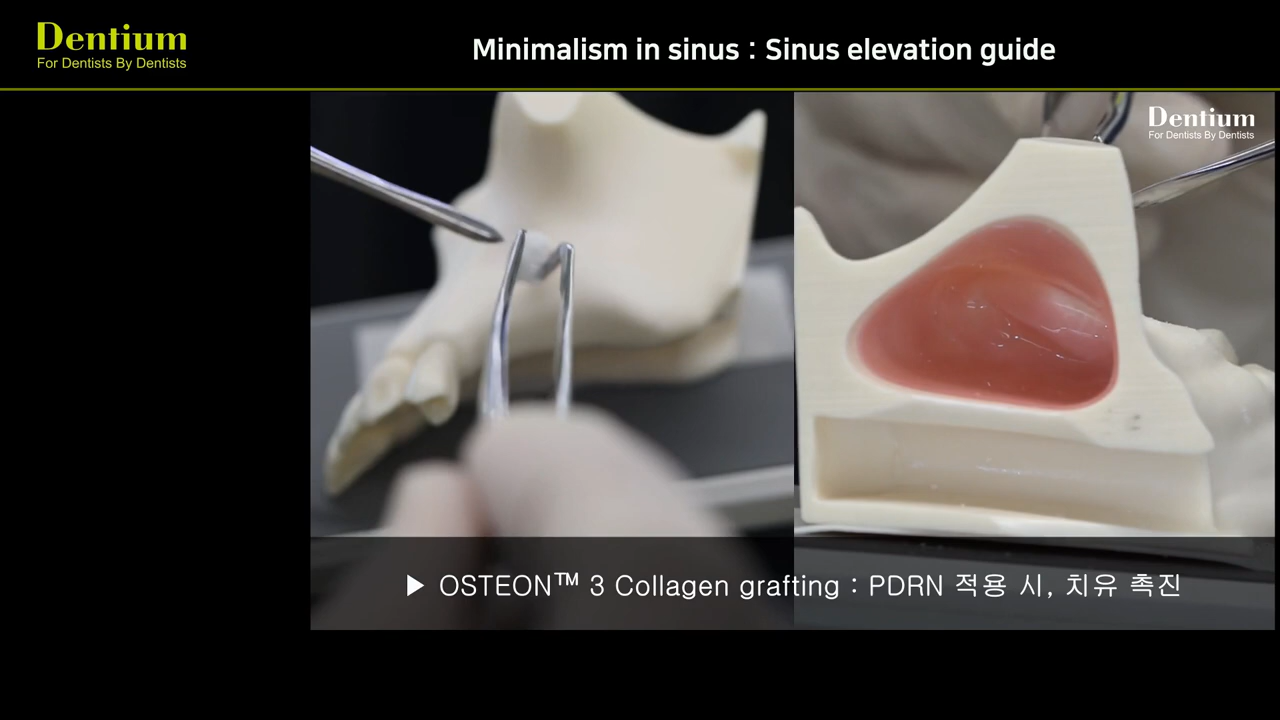 Dentium
For Dentists By Dentists
Minimalism in sinus : Sinus elevation guide
Dentium
For Dentists By Dentists
▶ OSTEON™ 3 Collagen grafting : PDRN 적용 시, 치유 촉진